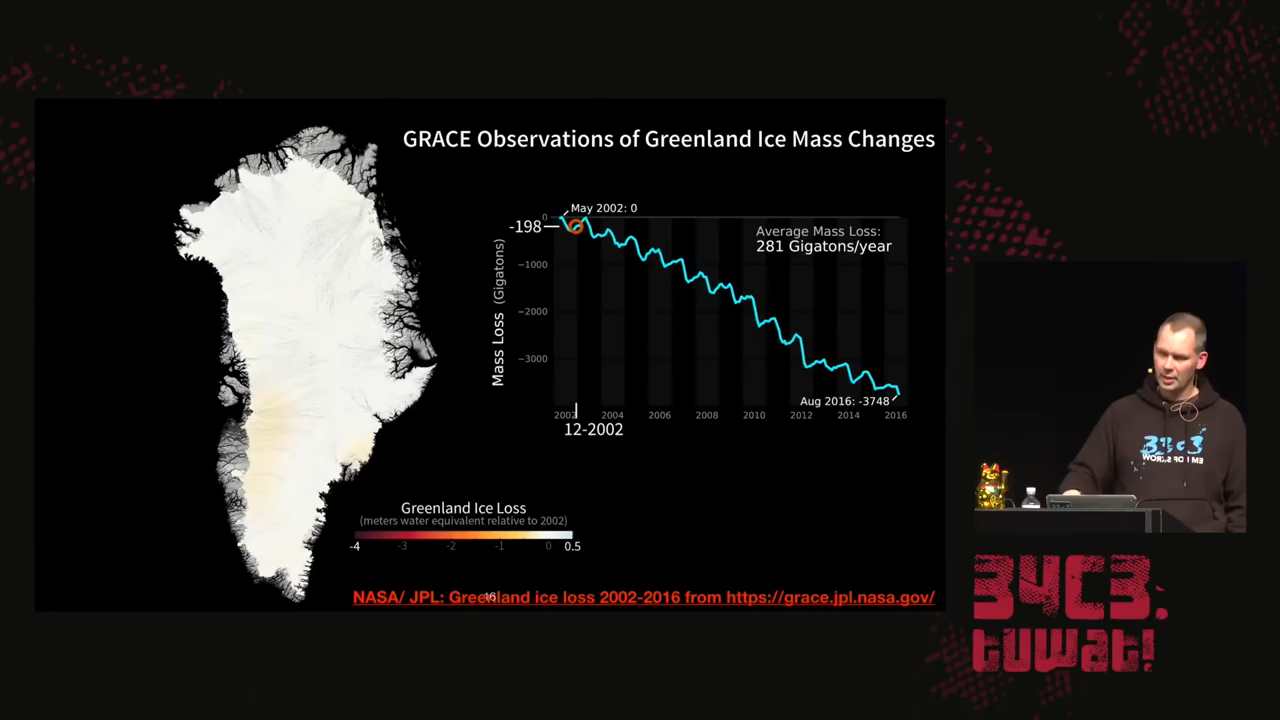 GRACE Observations of Greenland Ice Mass Changes
May 2002: 0
0
-198
Average Mass Loss:
281 Gigatons/year
−1000
−2000
−3000
Mass Loss (Gigatons)
Aug 2016: -3748
2002 2004 2006 2008 2010 2012 2014 2016
12-2002
Greenland Ice Loss
(meters water equivalent relative to 2002)
-4 -3 -2 -1 0 0.5
NASA/ JPL: Greenland ice loss 2002-2016 from https://grace.jpl.nasa.gov/
16
34C3.
tuwat!